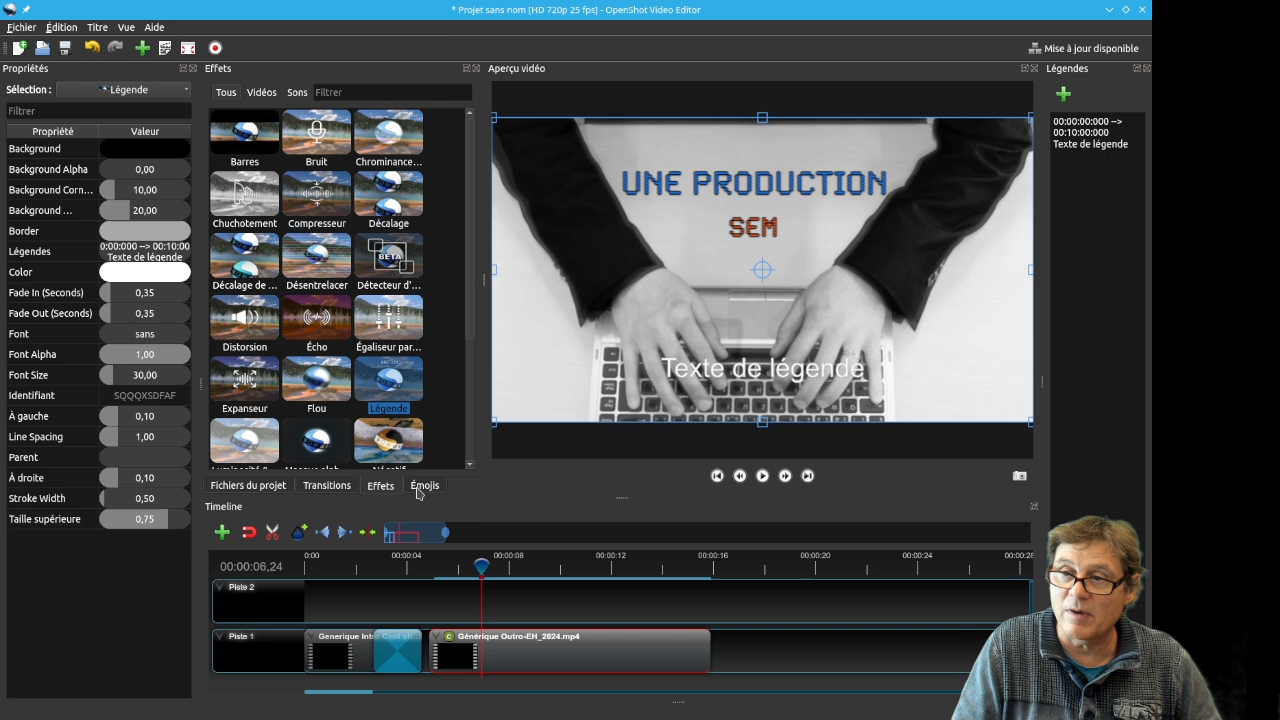 * Projet sans nom [HD 720p 25 fps] - OpenShot Video Editor
Fichier Édition Titre Vue Aide
Mise à jour disponible
Propriétés
Sélection :
Légende
Filtrer
Propriété Valeur
Background
Background Alpha 0,00
Background Corn... 10,00
Background ... 20,00
Border
Légendes 0:00:000 --> 00:10:00
Texte de légende
Color
Fade In (Seconds) 0,35
Fade Out (Seconds) 0,35
Font sans
Font Alpha 1,00
Font Size 30,00
Identifiant SQQQXSDFAF
À gauche 0,10
Line Spacing 1,00
Parent
À droite 0,10
Stroke Width 0,50
Taille supérieure 0,75
Effets
Tous Vidéos Sons Filtrer
Barres Bruit Chrominance...
Chuchotement Compresseur Décalage
BETA
Décalage de ... Désentrelacer Détecteur d'...
Distorsion Écho Égaliseur par...
Expanseur Flou Légende
Négatif
Fichiers du projet Transitions Effets Émojis
Aperçu vidéo
UNE PRODUCTION
SEM
Texte de légende
Légendes
00:00:00:000 -->
00:10:00:000
Texte de légende
Timeline
0:00 00:00:04 00:00:08 00:00:12 00:00:16 00:00:20 00:00:24 00:00:28
00:00:06,24
Piste 2
Piste 1
Generique Intro
Générique Outro-EH_2024.mp4